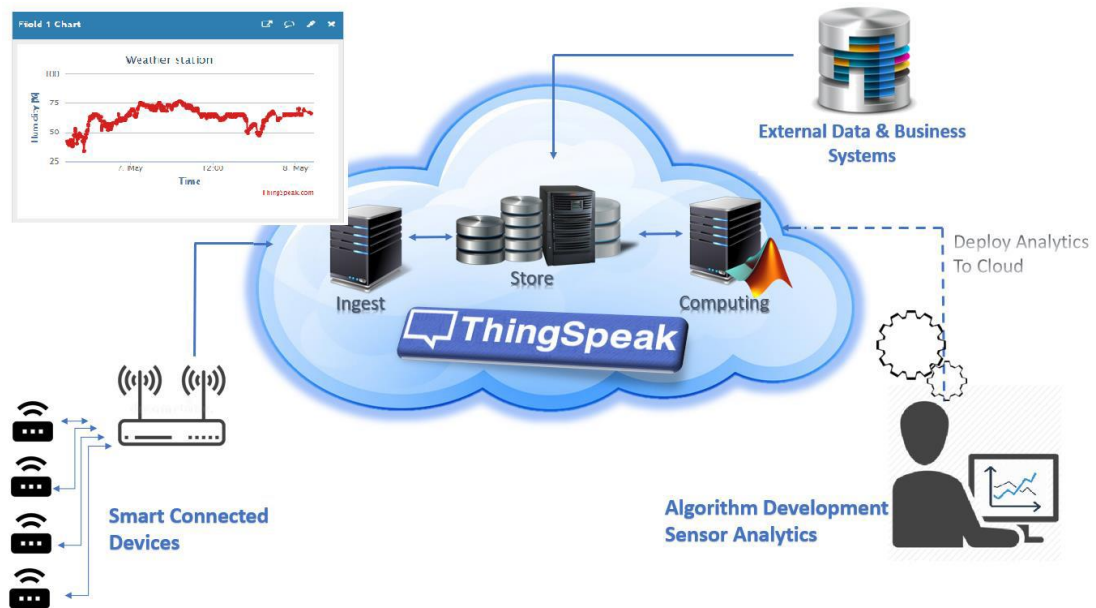 Field 1 Chart
Weather station
100
75
50
25
Humidity [%]
7. May
12:00
8. May
Time
ThingSpeak.com
External Data & Business
Systems
Ingest
Store
Computing
ThingSpeak
Deploy Analytics
To Cloud
Smart Connected
Devices
Algorithm Development
Sensor Analytics